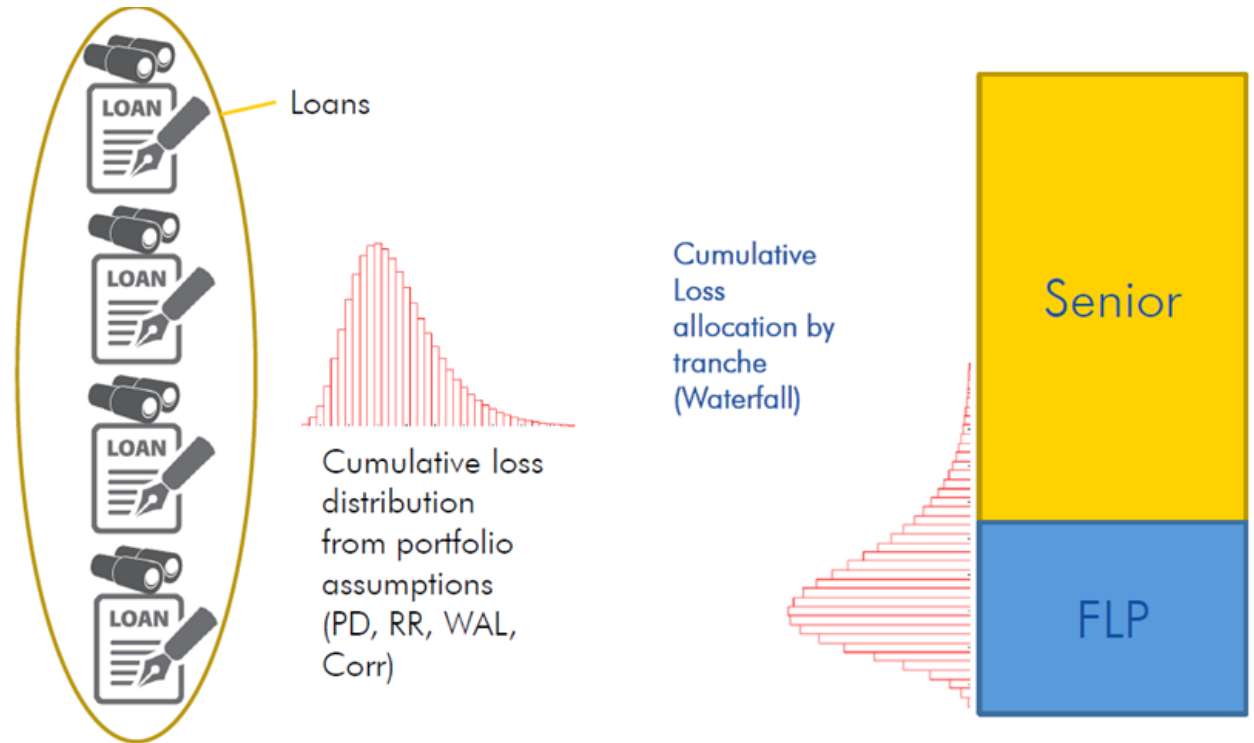 LOAN
Loans
LOAN
LOAN
LOAN
Cumulative loss
distribution
from portfolio
assumptions
(PD, RR, WAL,
Corr)
Cumulative
Loss
allocation by
tranche
(Waterfall)
Senior
FLP